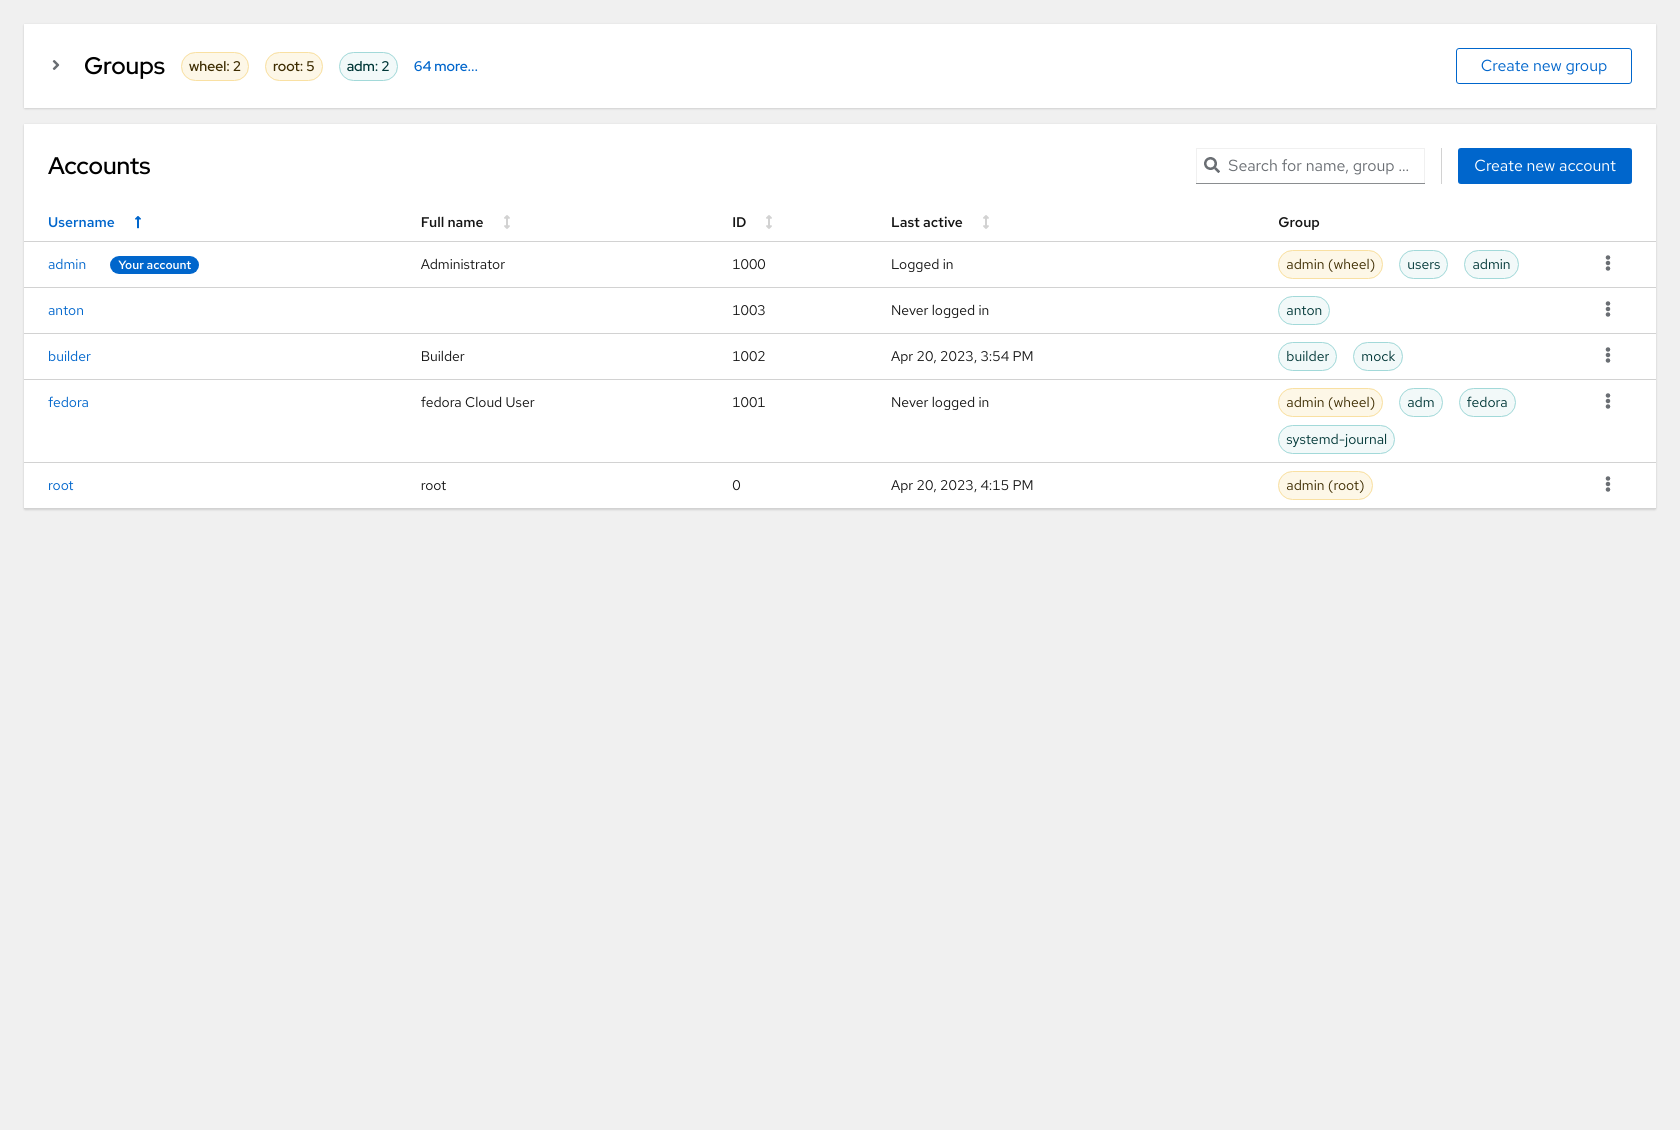 Groups wheel: 2 root: 5 adm: 2 64 more... Create new group
Accounts Search for name, group ... Create new account
Username Full name ID Last active Group
admin Your account Administrator 1000 Logged in admin (wheel) users admin
anton 1003 Never logged in anton
builder Builder 1002 Apr 20, 2023, 3:54 PM builder mock
fedora fedora Cloud User 1001 Never logged in admin (wheel) adm fedora
systemd-journal
root root 0 Apr 20, 2023, 4:15 PM admin (root)